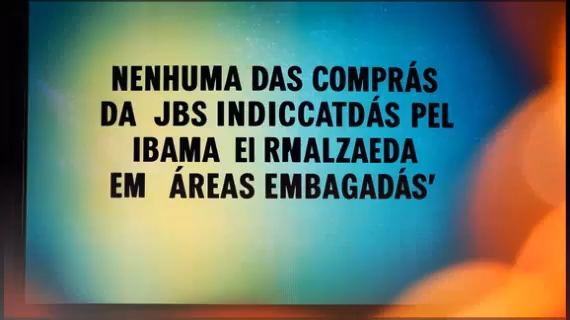 NENHUMA DAS COMPRÁS
DA JBS INDICCATDÁS PEL
IBAMA EI RNALZAEDA
EM ÁREAS EMBAGADÁS'